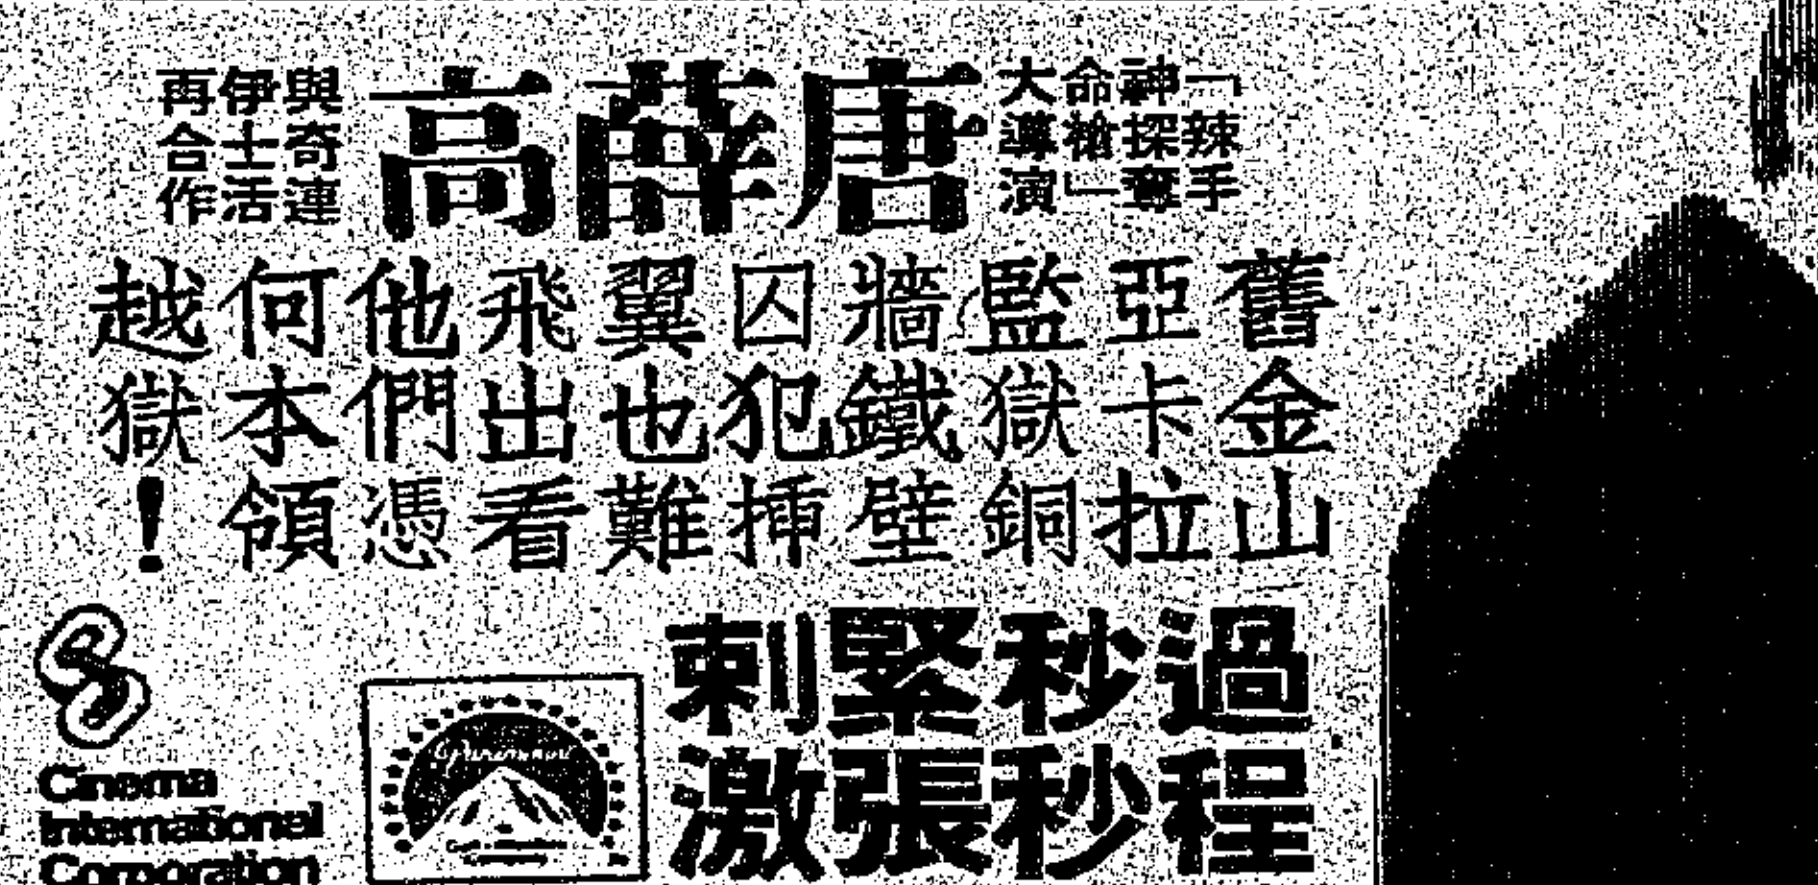 「辣手
神探奪
命槍」
大導演
唐薛高
與奇連
伊士活
再合作
舊金山
亞卡拉
監獄銅
牆鐵壁
囚犯挿
翼也難
飛出看
他們憑
何本領
越獄！
過程
秒秒
緊張
刺激
Paramount
Cinema
International
Corporation